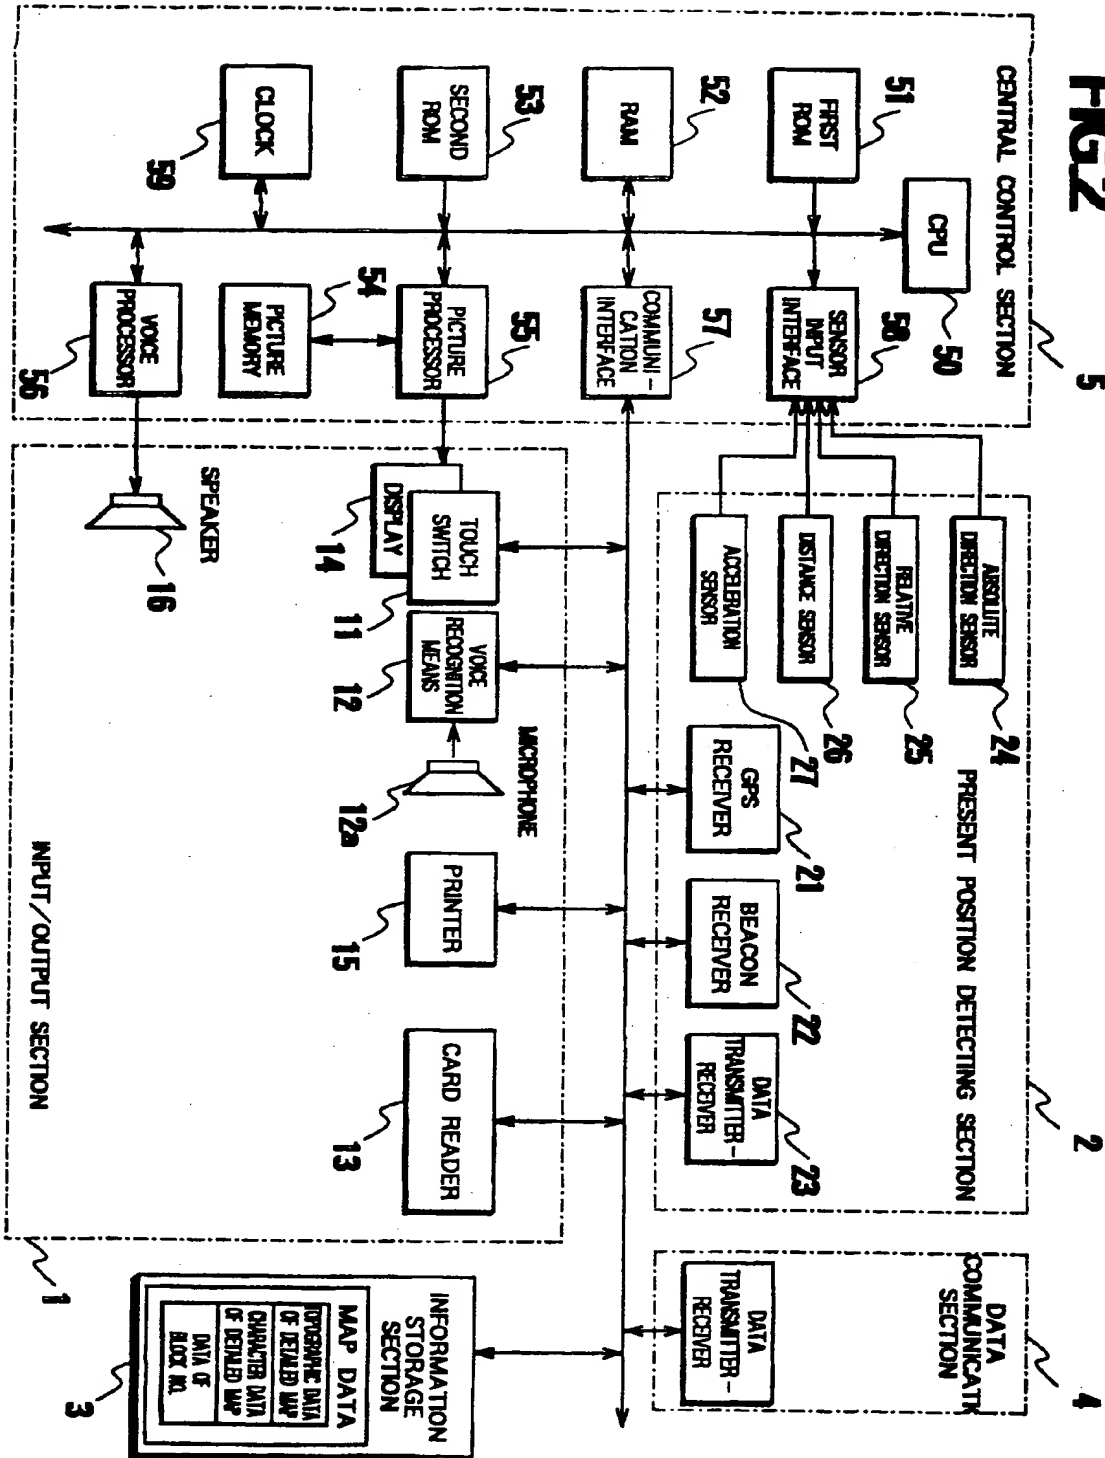 FIG.2
CENTRAL CONTROL SECTION
5
CPU
50
51
FIRST
ROM
52
RAM
53
SECOND
ROM
CLOCK
59
SENSOR
INPUT
INTERFACE
58
COMMUNI-
CATION
INTERFACE
57
PICTURE
PROCESSOR
55
PICTURE
MEMORY
54
VOICE
PROCESSOR
56
PRESENT POSITION DETECTING SECTION
2
ABSOLUTE
DIRECTION SENSOR
24
RELATIVE
DIRECTION SENSOR
25
DISTANCE SENSOR
26
ACCELERATION
SENSOR
27
GPS
RECEIVER
21
BEACON
RECEIVER
22
DATA
TRANSMITTER-
RECEIVER
23
DATA
COMMUNICATI
SECTION
4
DATA
TRANSMITTER-
RECEIVER
INPUT/OUTPUT SECTION
1
DISPLAY
14
TOUCH
SWITCH
11
VOICE
RECOGNITION
MEANS
12
MICROPHONE
12a
PRINTER
15
CARD READER
13
SPEAKER
16
INFORMATION
STORAGE
SECTION
MAP DATA
TOPOGRAPHIC DATA
OF DETAILED MAP
CHARACTER DATA
OF DETAILED MAP
DATA OF
BLOCK NO.
3